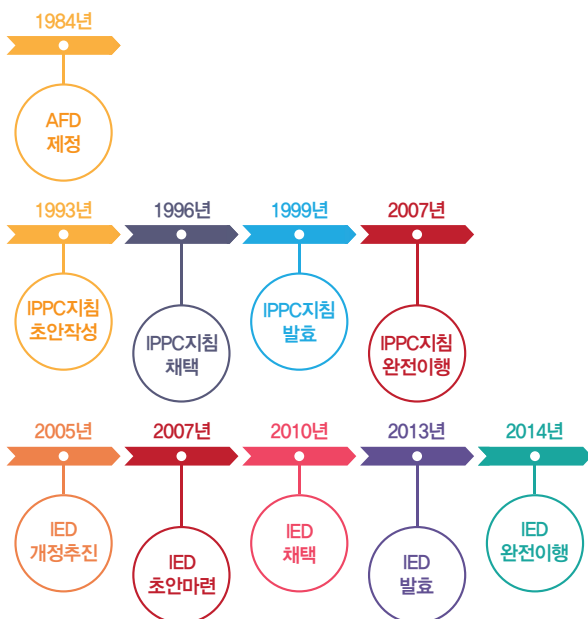 1984년
AFD
제정
1993년
1996년
1999년
2007년
IPPC지침
초안작성
IPPC지침
채택
IPPC지침
발효
IPPC지침
완전이행
2005년
2007년
2010년
2013년
2014년
IED
개정추진
IED
초안마련
IED
채택
IED
발효
IED
완전이행